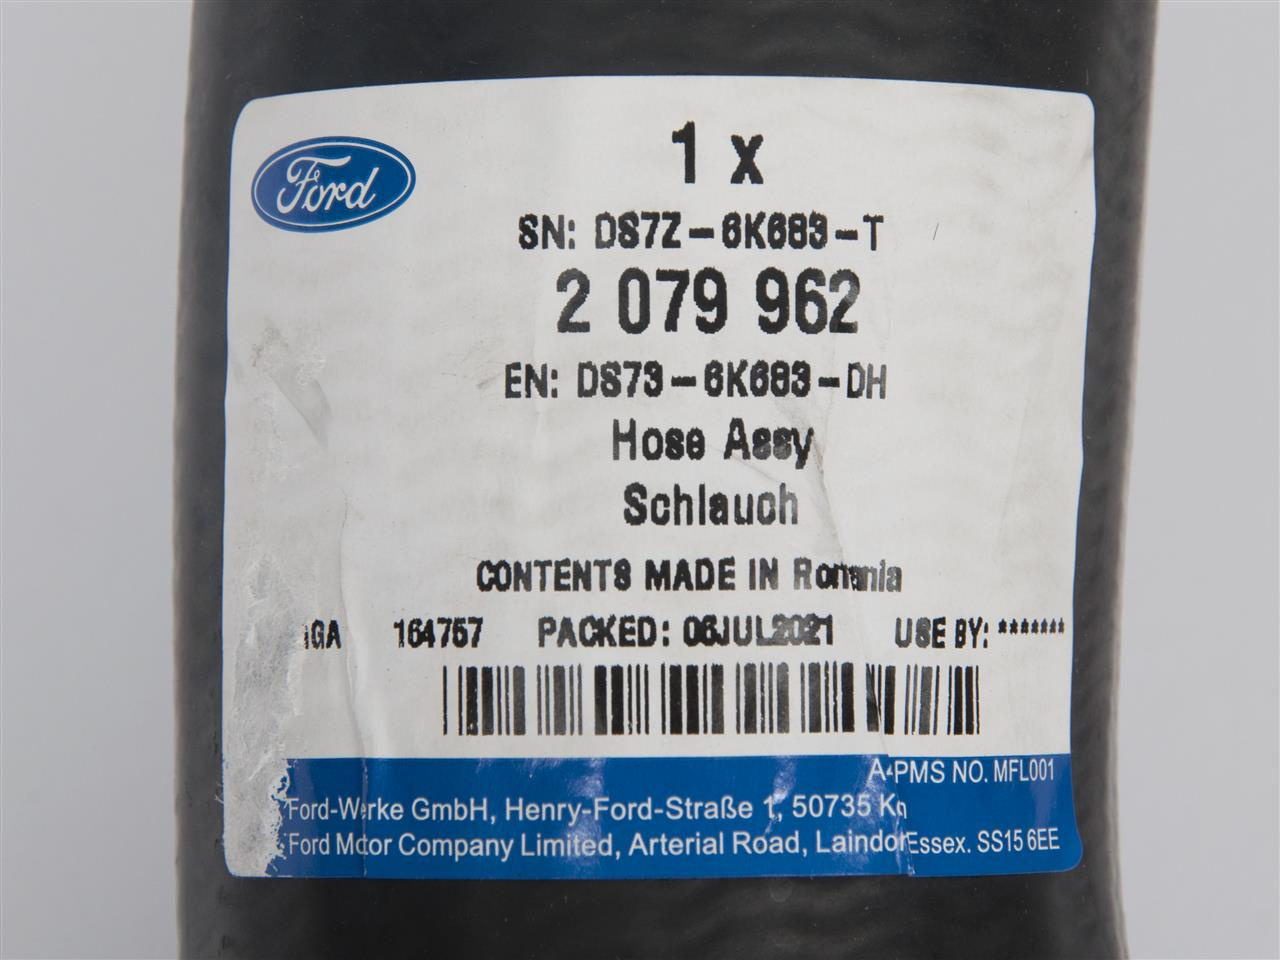 Ford
1 x
SN: DS7Z-6K683-T
2 079 962
EN: DS73-6K683-DH
Hose Assy
Schlauch
CONTENTS MADE IN Romania
164757 PACKED: 06JUL2021 USE BY: *******
PMS NO. MFL001
Ford-Werke GmbH, Henry-Ford-Straße 1, 50735
Ford Motor Company Limited, Arterial Road, Laindon Essex. SS15 6EE